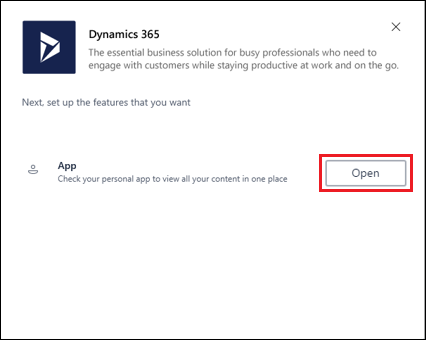 Dynamics 365
The essential business solution for busy professionals who need to
engage with customers while staying productive at work and on the go.
Next, set up the features that you want
App
Check your personal app to view all your content in one place
Open